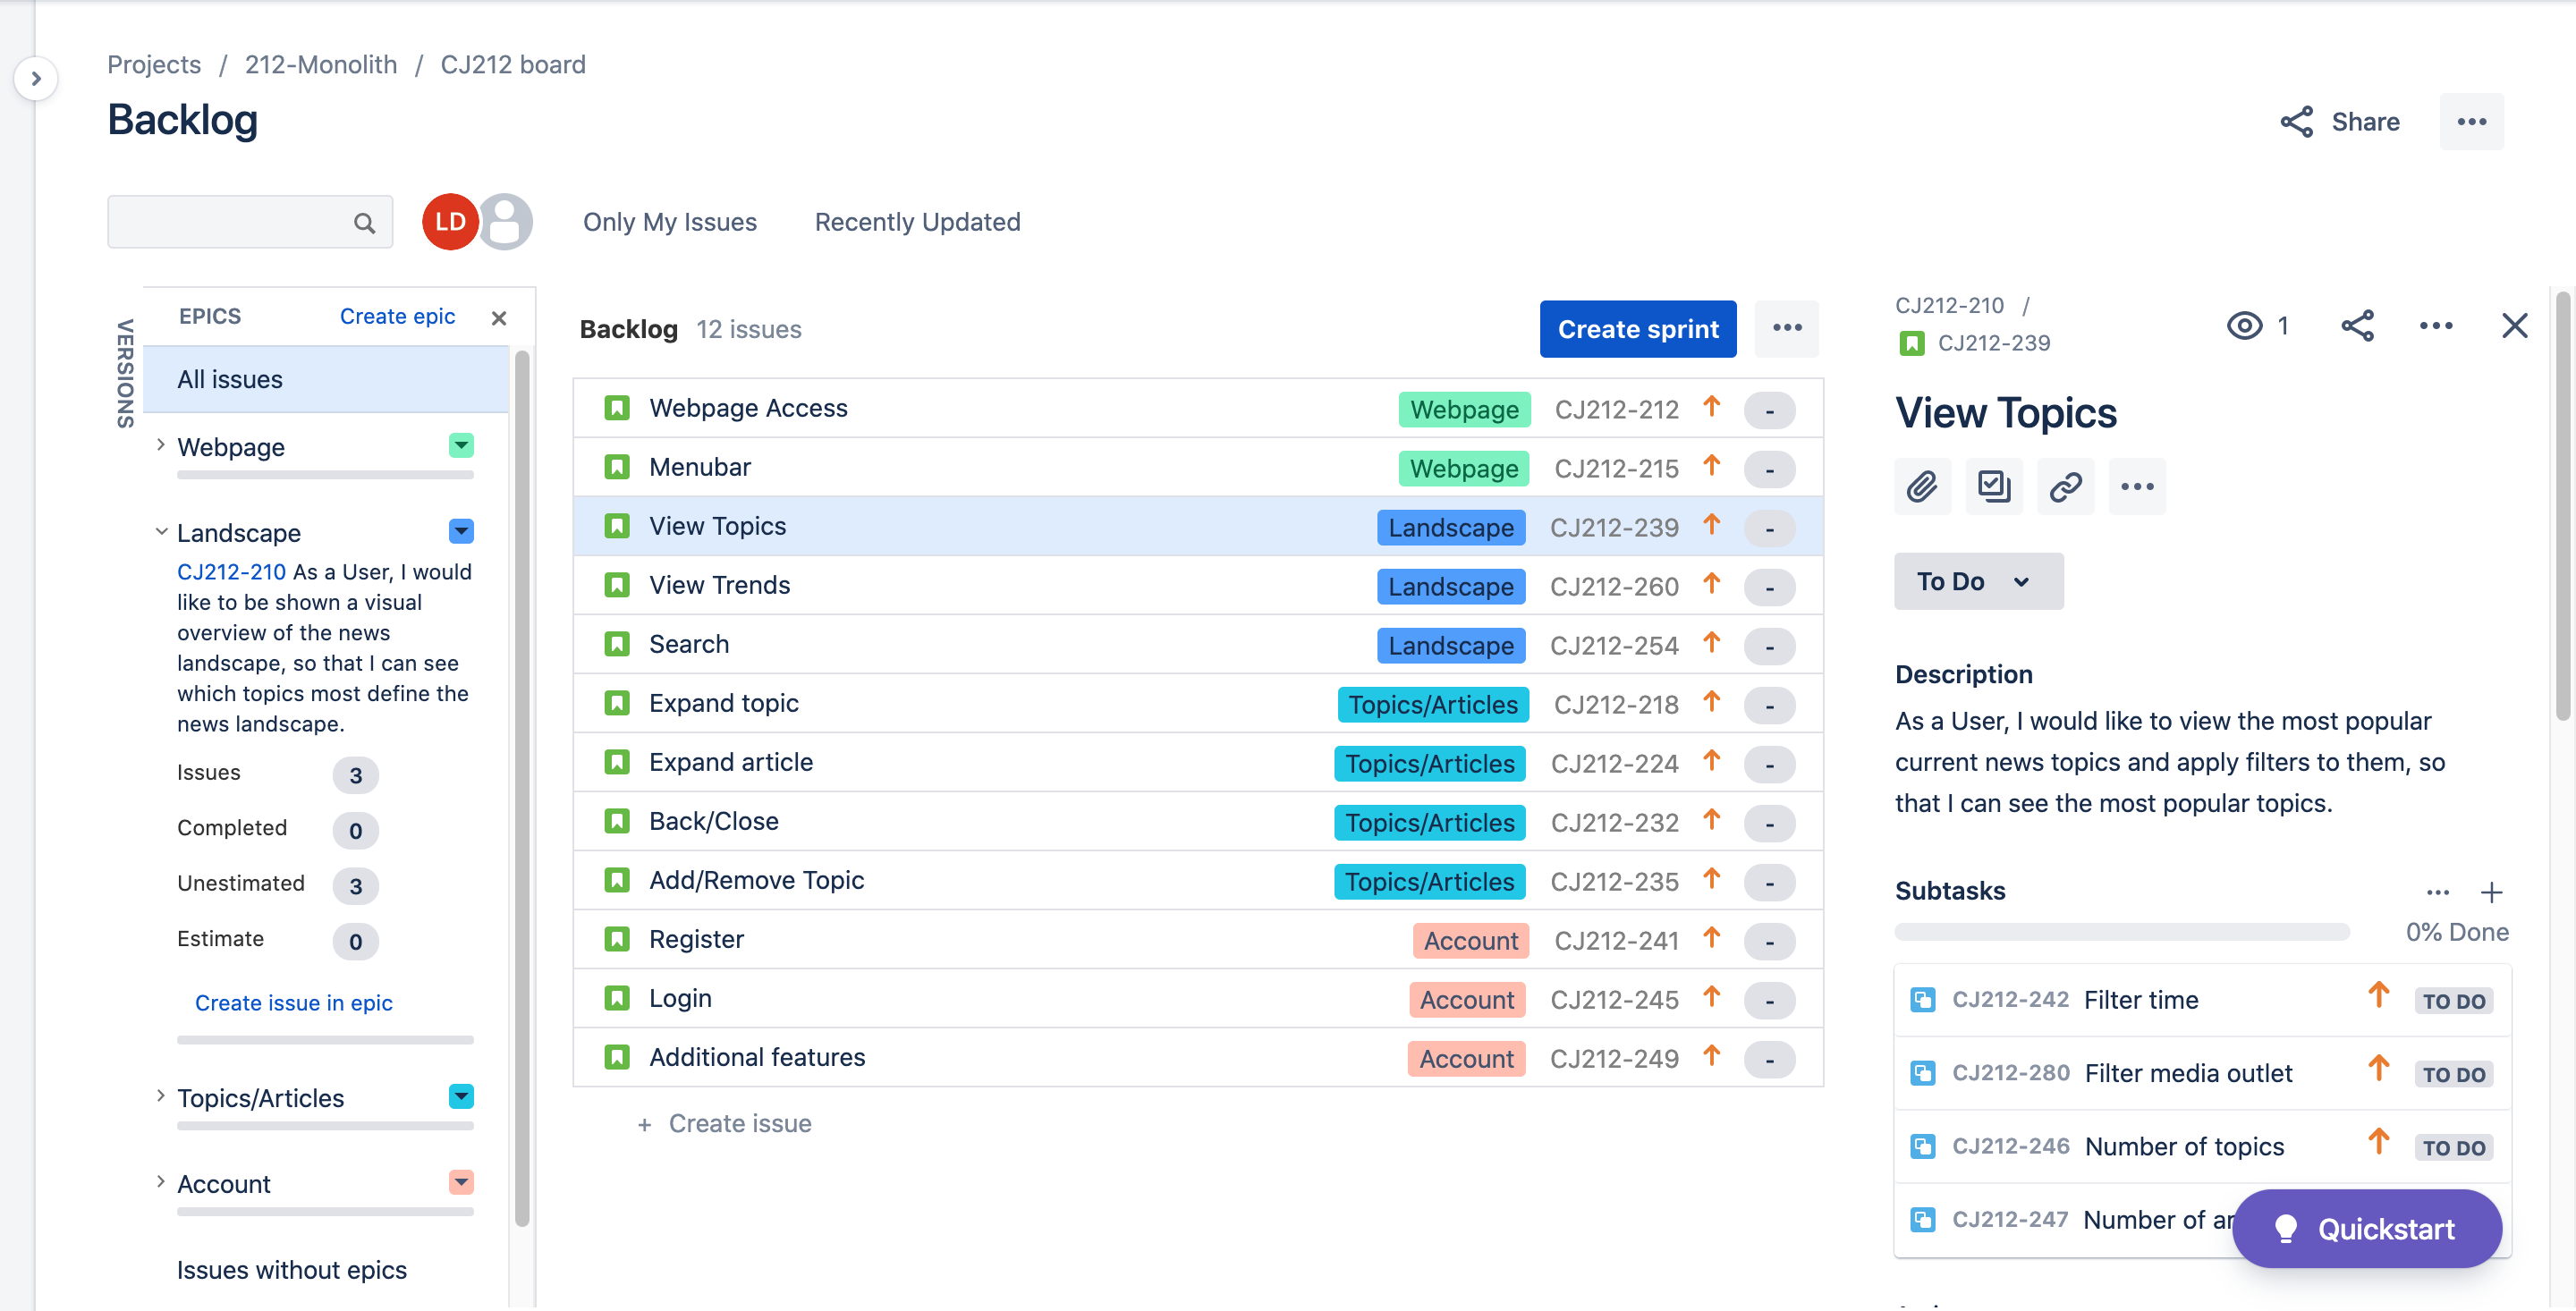 Projects / 212-Monolith / CJ212 board
Backlog
Share
LD
Only My Issues
Recently Updated
VERSIONS
EPICS
Create epic
All issues
Webpage
Landscape
CJ212-210 As a User, I would
like to be shown a visual
overview of the news
landscape, so that I can see
which topics most define the
news landscape.
Issues 3
Completed 0
Unestimated 3
Estimate 0
Create issue in epic
Topics/Articles
Account
Issues without epics
Backlog 12 issues
Create sprint
Webpage Access Webpage CJ212-212 -
Menubar Webpage CJ212-215 -
View Topics Landscape CJ212-239 -
View Trends Landscape CJ212-260 -
Search Landscape CJ212-254 -
Expand topic Topics/Articles CJ212-218 -
Expand article Topics/Articles CJ212-224 -
Back/Close Topics/Articles CJ212-232 -
Add/Remove Topic Topics/Articles CJ212-235 -
Register Account CJ212-241 -
Login Account CJ212-245 -
Additional features Account CJ212-249 -
+ Create issue
CJ212-210 /
CJ212-239
1
View Topics
To Do
Description
As a User, I would like to view the most popular
current news topics and apply filters to them, so
that I can see the most popular topics.
Subtasks
0% Done
CJ212-242 Filter time TO DO
CJ212-280 Filter media outlet TO DO
CJ212-246 Number of topics TO DO
CJ212-247 Number of
Quickstart